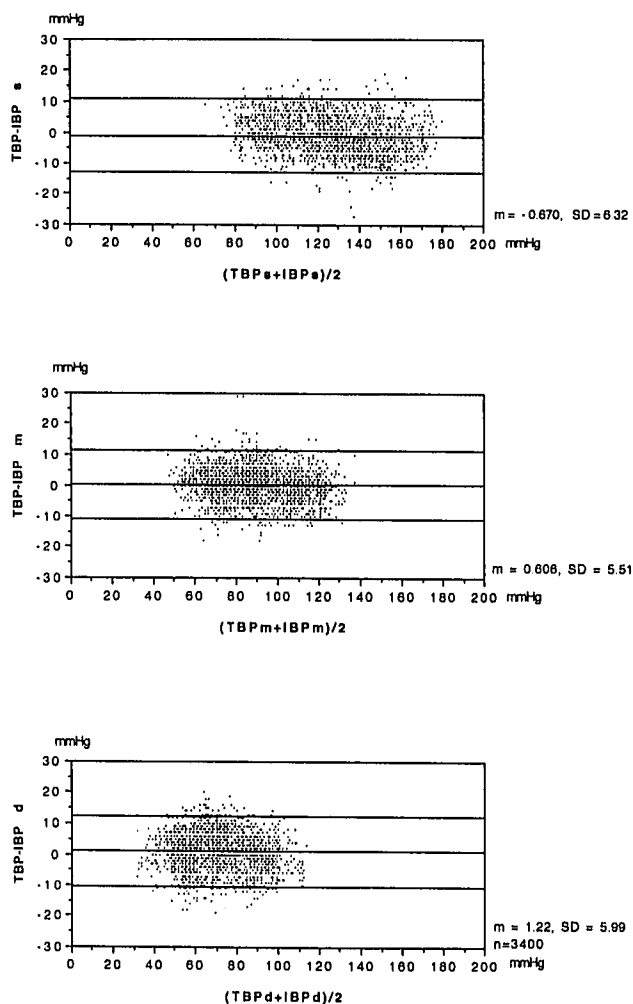 mmHg
30
20
10
0
-10
-20
-30
TBP-IBP s
0 20 40 60 80 100 120 140 160 180 200 mmHg
m = -0.670, SD = 6.32
(TBPs+IBPs)/2
mmHg
30
20
10
0
-10
-20
-30
TBP-IBP m
0 20 40 60 80 100 120 140 160 180 200 mmHg
m = 0.606, SD = 5.51
(TBPm+IBPm)/2
mmHg
30
20
10
0
-10
-20
-30
TBP-IBP d
m = 1.22, SD = 5.99
n=3400
0 20 40 60 80 100 120 140 160 180 200 mmHg
(TBPd+IBPd)/2